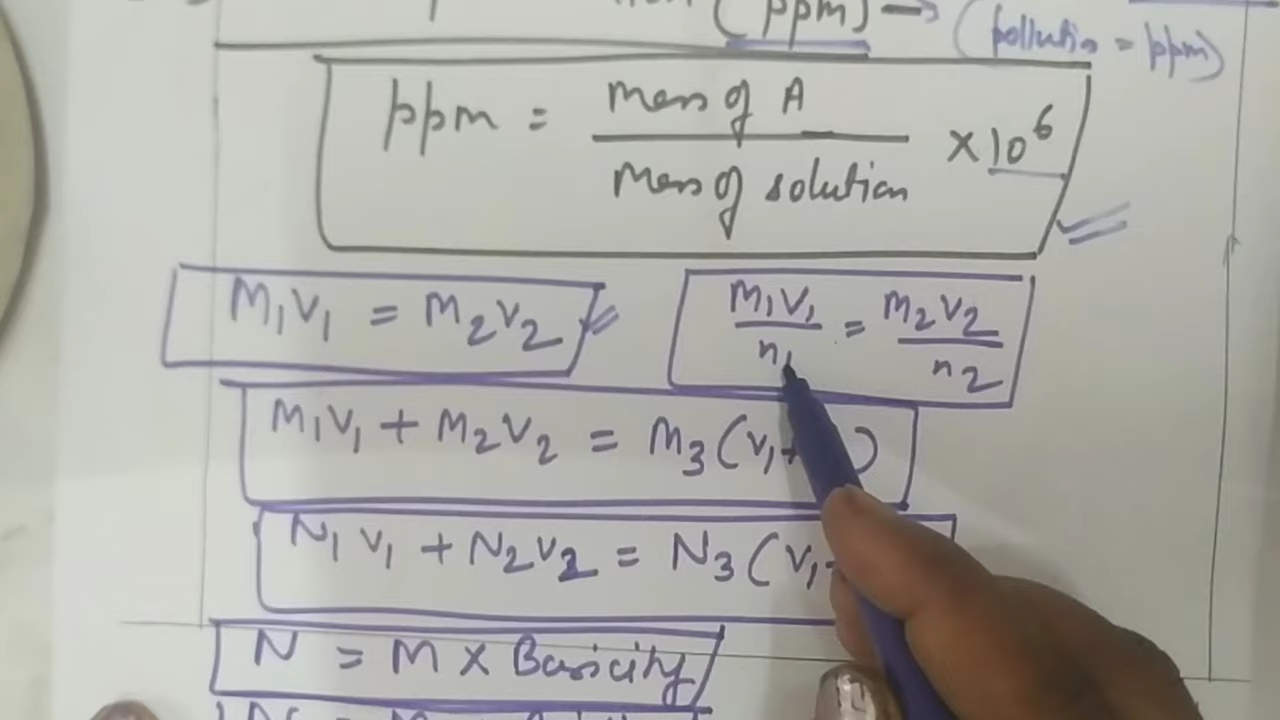 (ppm) → (pollution = ppm)
ppm = Mass of A / Mass of solution × 10⁶
M₁V₁ = M₂V₂
M₁V₁ / n₁ = M₂V₂ / n₂
M₁V₁ + M₂V₂ = M₃(V₁+ )
N₁V₁ + N₂V₂ = N₃(V₁+
N = M × Basicity